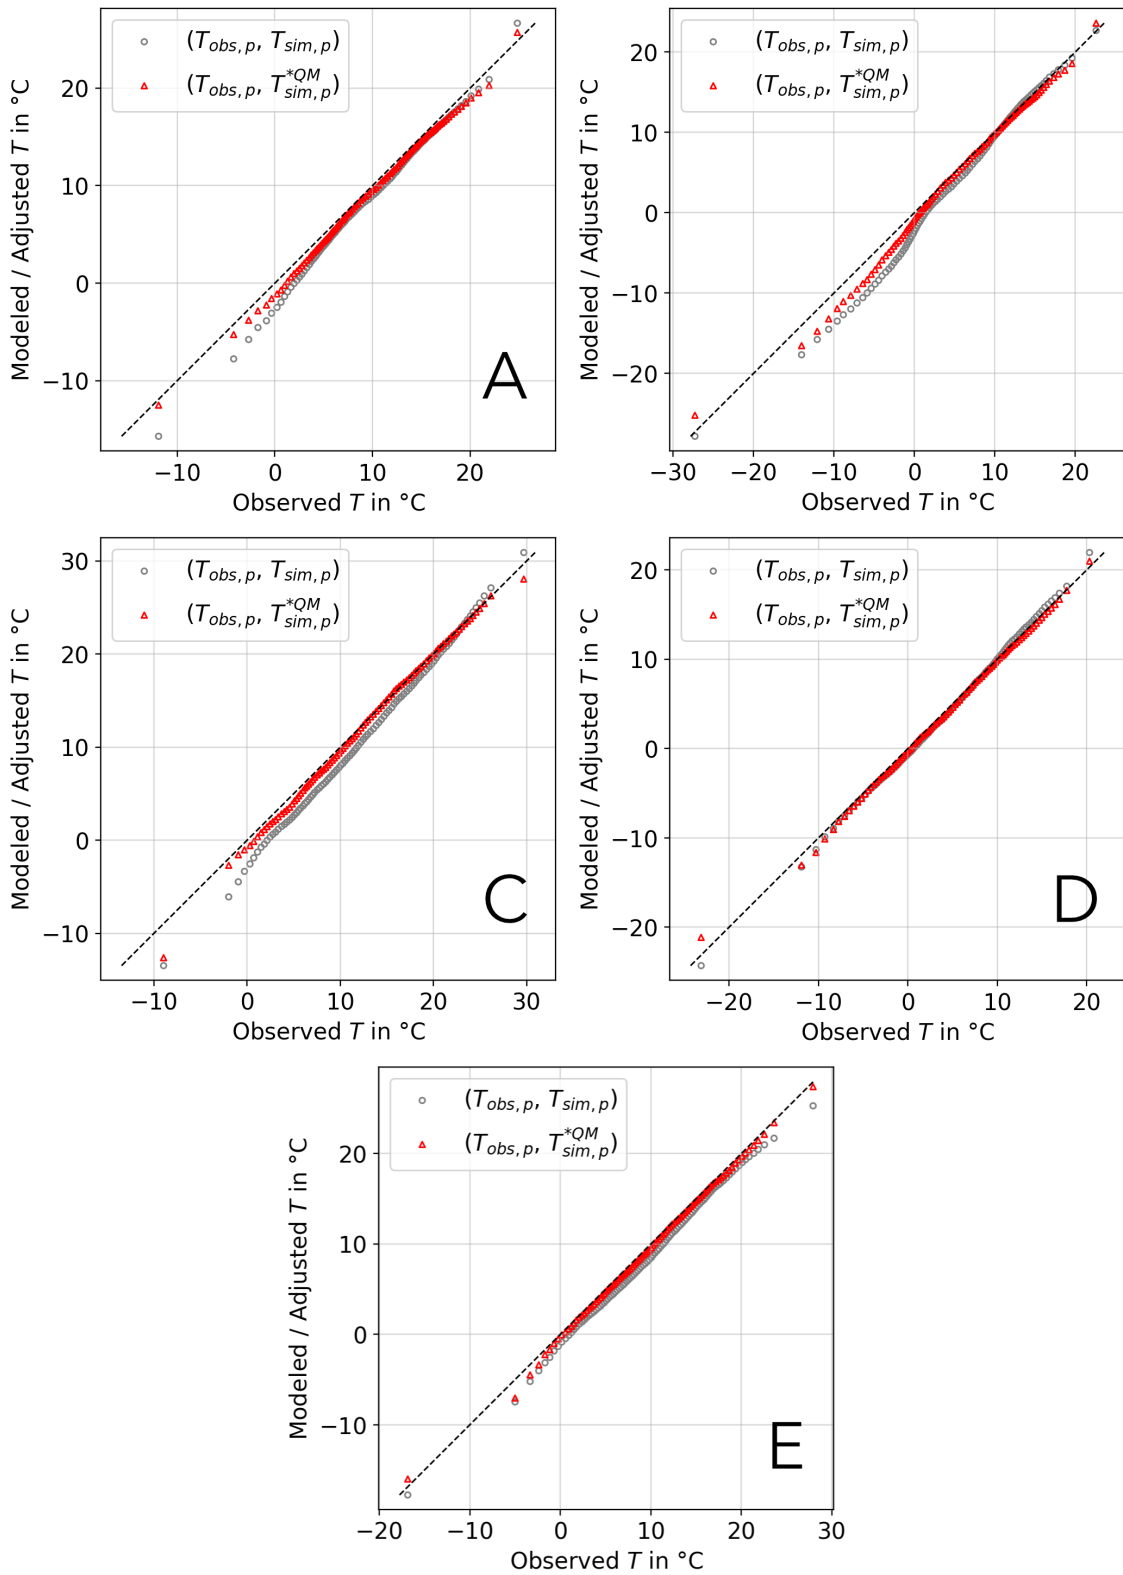 (T_obs,p, T_sim,p)
(T_obs,p, T^*QM_sim,p)
20
10
0
−10
Modeled / Adjusted T in °C
−10 0 10 20
Observed T in °C
A
(T_obs,p, T_sim,p)
(T_obs,p, T^*QM_sim,p)
20
10
0
−10
−20
Modeled / Adjusted T in °C
−30 −20 −10 0 10 20
Observed T in °C
(T_obs,p, T_sim,p)
(T_obs,p, T^*QM_sim,p)
30
20
10
0
−10
Modeled / Adjusted T in °C
−10 0 10 20 30
Observed T in °C
C
(T_obs,p, T_sim,p)
(T_obs,p, T^*QM_sim,p)
20
10
0
−10
−20
Modeled / Adjusted T in °C
−20 −10 0 10 20
Observed T in °C
D
(T_obs,p, T_sim,p)
(T_obs,p, T^*QM_sim,p)
20
10
0
−10
Modeled / Adjusted T in °C
−20 −10 0 10 20 30
Observed T in °C
E